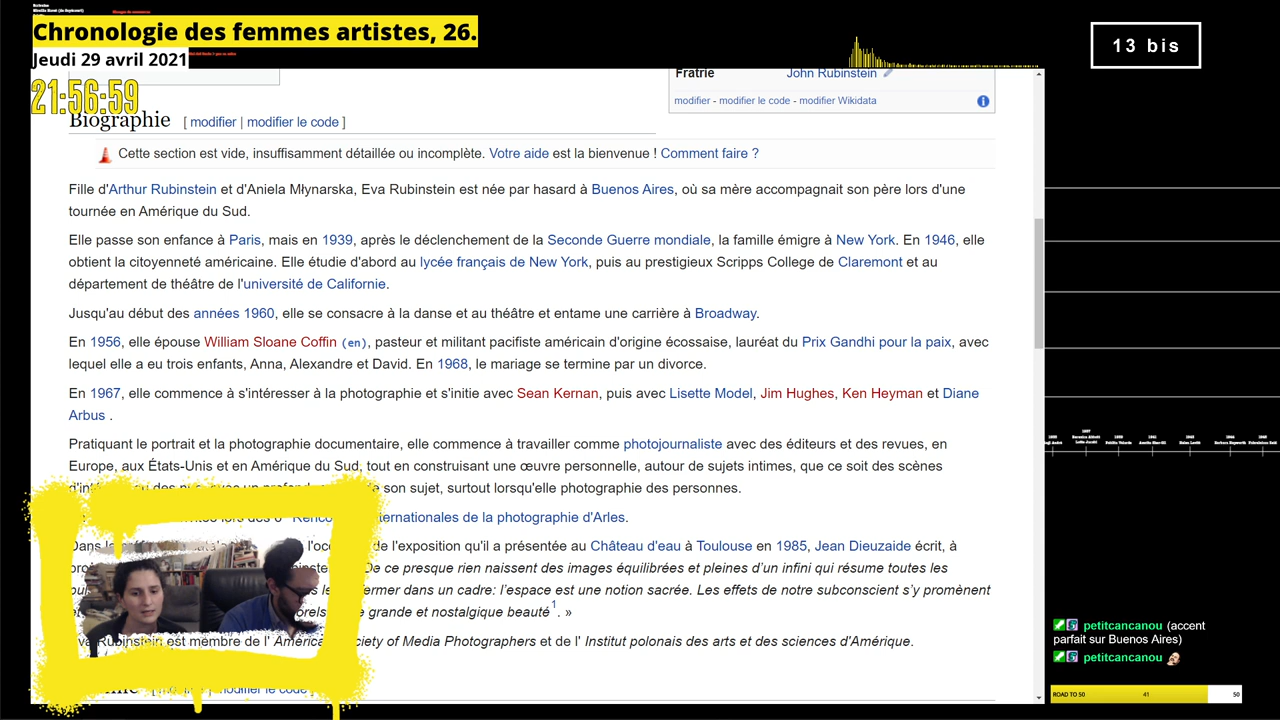 Chronologie des femmes artistes, 26.
Jeudi 29 avril 2021
21:56:59
13 bis
Fratrie John Rubinstein
modifier - modifier le code - modifier Wikidata
Biographie [ modifier | modifier le code ]
Cette section est vide, insuffisamment détaillée ou incomplète. Votre aide est la bienvenue ! Comment faire ?
Fille d'Arthur Rubinstein et d'Aniela Młynarska, Eva Rubinstein est née par hasard à Buenos Aires, où sa mère accompagnait son père lors d'une
tournée en Amérique du Sud.
Elle passe son enfance à Paris, mais en 1939, après le déclenchement de la Seconde Guerre mondiale, la famille émigre à New York. En 1946, elle
obtient la citoyenneté américaine. Elle étudie d'abord au lycée français de New York, puis au prestigieux Scripps College de Claremont et au
département de théâtre de l'université de Californie.
Jusqu'au début des années 1960, elle se consacre à la danse et au théâtre et entame une carrière à Broadway.
En 1956, elle épouse William Sloane Coffin (en), pasteur et militant pacifiste américain d'origine écossaise, lauréat du Prix Gandhi pour la paix, avec
lequel elle a eu trois enfants, Anna, Alexandre et David. En 1968, le mariage se termine par un divorce.
En 1967, elle commence à s'intéresser à la photographie et s'initie avec Sean Kernan, puis avec Lisette Model, Jim Hughes, Ken Heyman et Diane
Arbus .
Pratiquant le portrait et la photographie documentaire, elle commence à travailler comme photojournaliste avec des éditeurs et des revues, en
Europe, aux États-Unis et en Amérique du Sud, tout en construisant une œuvre personnelle, autour de sujets intimes, que ce soit des scènes
son sujet, surtout lorsqu'elle photographie des personnes.
internationales de la photographie d'Arles.
Dans la de l'exposition qu'il a présentée au Château d'eau à Toulouse en 1985, Jean Dieuzaide écrit, à
De ce presque rien naissent des images équilibrées et pleines d'un infini qui résume toutes les
fermer dans un cadre: l'espace est une notion sacrée. Les effets de notre subconscient s'y promènent
grande et nostalgique beauté1. »
Rubinstein est membre de l' American Society of Media Photographers et de l' Institut polonais des arts et des sciences d'Amérique.
petitcancanou (accent
parfait sur Buenos Aires)
petitcancanou
ROAD TO 50 41 50